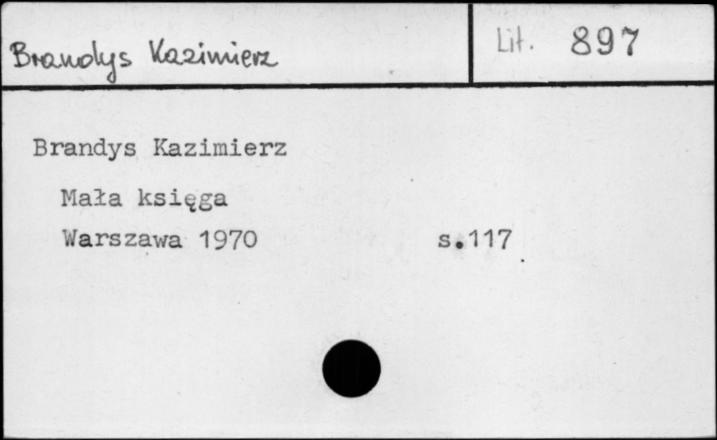 Brandys Kazimierz
Lit. 897
Brandys Kazimierz
Mała księga
Warszawa 1970 s.117